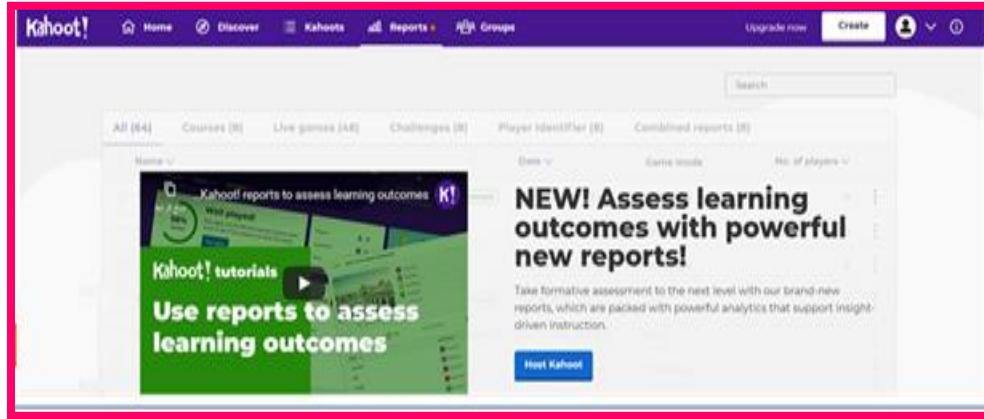 Kahoot! Home Discover Kahoots Reports Groups Upgrade now Create
Search
All (64) Courses (8) Live games (48) Challenges (8) Player Identifier (8) Combined reports (8)
Name Date Game mode No. of players
Kahoot! reports to assess learning outcomes K!
Well played!
Kahoot! tutorials
Use reports to assess
learning outcomes
NEW! Assess learning
outcomes with powerful
new reports!
Take formative assessment to the next level with our brand-new
reports, which are packed with powerful analytics that support insight-
driven instruction.
Host Kahoot